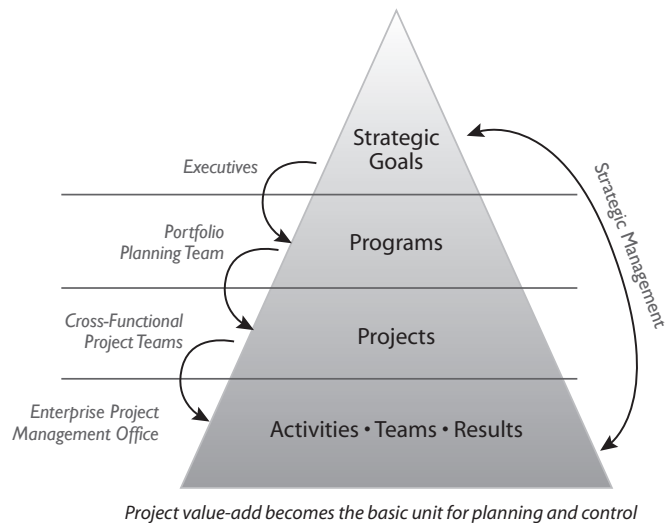 Strategic
Goals
Executives
Strategic Management
Portfolio
Planning Team
Programs
Cross-Functional
Project Teams
Projects
Enterprise Project
Management Office
Activities • Teams • Results
Project value-add becomes the basic unit for planning and control